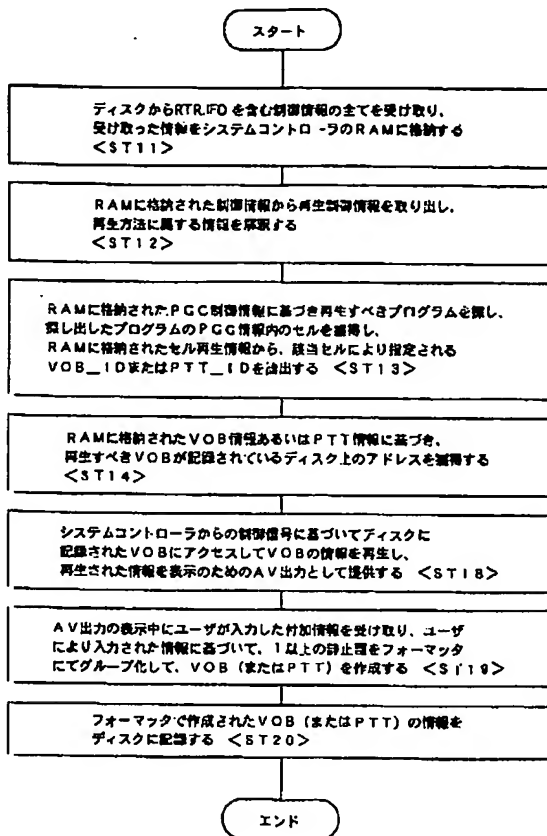 スタート
ディスクからRTR.IFOを含む制御情報の全てを受け取り、
受け取った情報をシステムコントローラのRAMに格納する
<ST11>
RAMに格納された制御情報から再生制御情報を取り出し、
再生方法に関する情報を解釈する
<ST12>
RAMに格納されたPGC制御情報に基づき再生すべきプログラムを探し、
探し出したプログラムのPGC情報内のセルを獲得し、
RAMに格納されたセル再生情報から、該当セルにより指定される
VOB_IDまたはPTT_IDを検出する <ST13>
RAMに格納されたVOB情報あるいはPTT情報に基づき、
再生すべきVOBが記録されているディスク上のアドレスを獲得する
<ST14>
システムコントローラからの制御信号に基づいてディスクに
記録されたVOBにアクセスしてVOBの情報を再生し、
再生された情報を表示のためのAV出力として提供する <ST18>
AV出力の表示中にユーザが入力した付加情報を受け取り、ユーザ
により入力された情報に基づいて、1以上の静止画をフォーマッタ
にてグループ化して、VOB(またはPTT)を作成する <ST19>
フォーマッタで作成されたVOB(またはPTT)の情報を
ディスクに記録する <ST20>
エンド